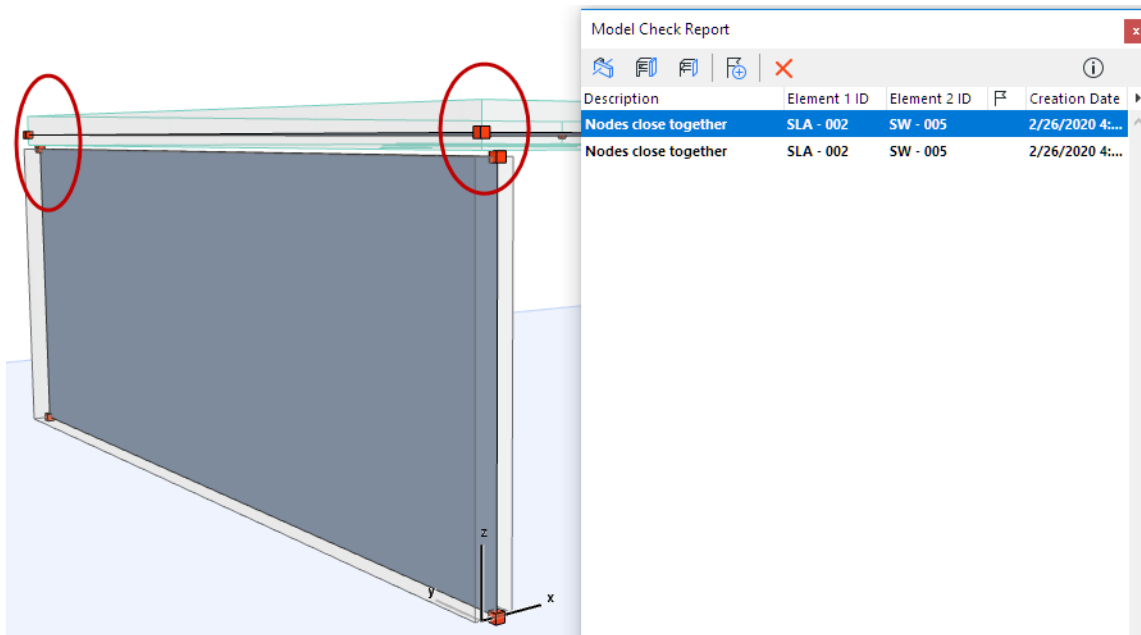 Model Check Report
Description Element 1 ID Element 2 ID Creation Date
Nodes close together SLA - 002 SW - 005 2/26/2020 4:...
Nodes close together SLA - 002 SW - 005 2/26/2020 4:...
z
y
x